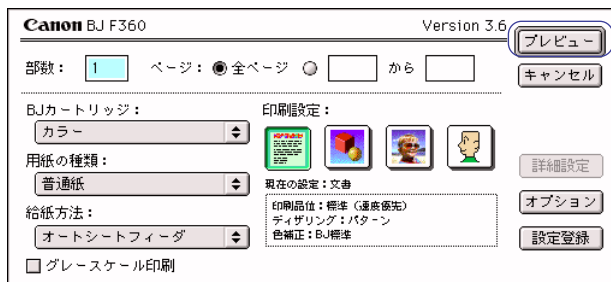 Canon BJ F360
Version 3.6
プレビュー
部数： 1 ページ： 全ページ から
キャンセル
BJカートリッジ：
カラー
用紙の種類：
普通紙
給紙方法：
オートシートフィーダ
グレースケール印刷
印刷設定：
現在の設定：文書
印刷品位：標準（速度優先）
ディザリング：パターン
色補正：BJ標準
詳細設定
オプション
設定登録